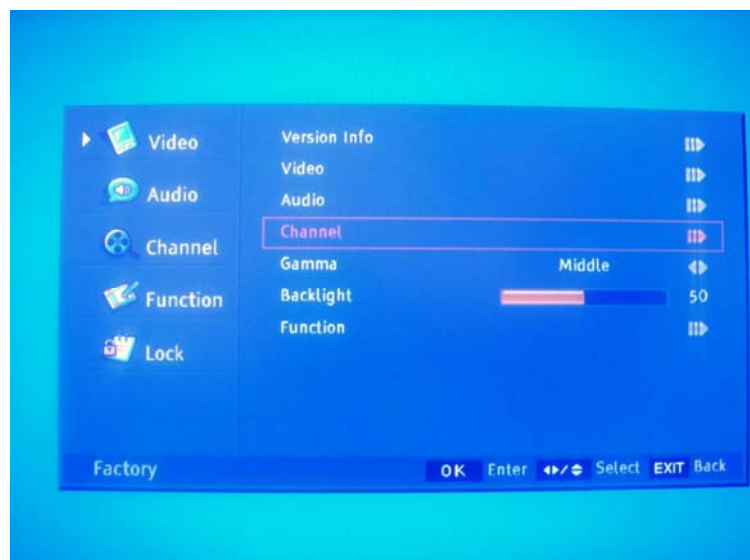 Video
Audio
Channel
Function
Lock
Version Info
Video
Audio
Channel
Gamma Middle
Backlight 50
Function
Factory OK Enter / Select EXIT Back